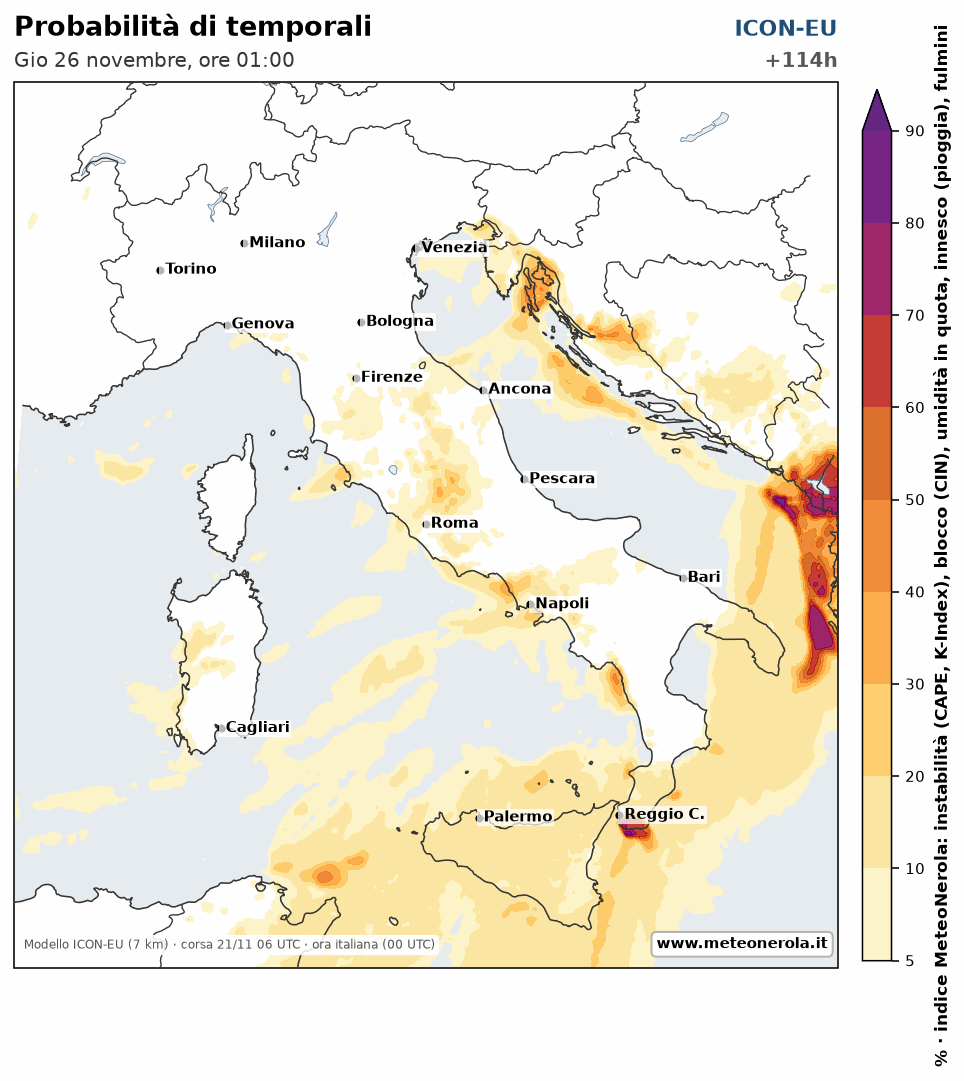 Probabilità di temporali
ICON-EU
Gio 26 novembre, ore 01:00
+114h
Milano
Venezia
Torino
Genova
Bologna
Firenze
Ancona
Pescara
Roma
Bari
Napoli
Cagliari
Palermo
Reggio C.
Modello ICON-EU (7 km) · corsa 21/11 06 UTC · ora italiana (00 UTC)
www.meteonerola.it
90
80
70
60
50
40
30
20
10
5
% · indice MeteoNerola: instabilità (CAPE, K-Index), blocco (CIN), umidità in quota, innesco (pioggia), fulmini